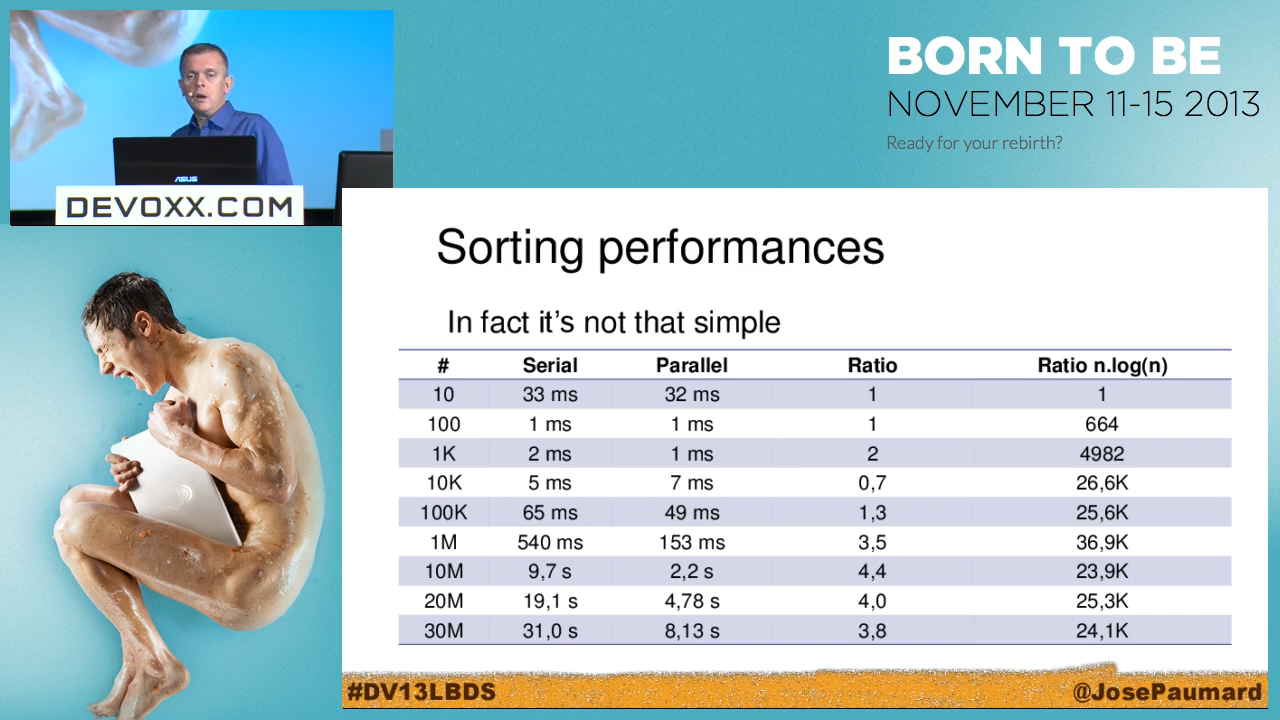 BORN TO BE
NOVEMBER 11-15 2013
Ready for your rebirth?
ASUS
DEVOXX.COM
Sorting performances
In fact it's not that simple
# Serial Parallel Ratio Ratio n.log(n)
10 33 ms 32 ms 1 1
100 1 ms 1 ms 1 664
1K 2 ms 1 ms 2 4982
10K 5 ms 7 ms 0,7 26,6K
100K 65 ms 49 ms 1,3 25,6K
1M 540 ms 153 ms 3,5 36,9K
10M 9,7 s 2,2 s 4,4 23,9K
20M 19,1 s 4,78 s 4,0 25,3K
30M 31,0 s 8,13 s 3,8 24,1K
#DV13LBDS @JosePaumard